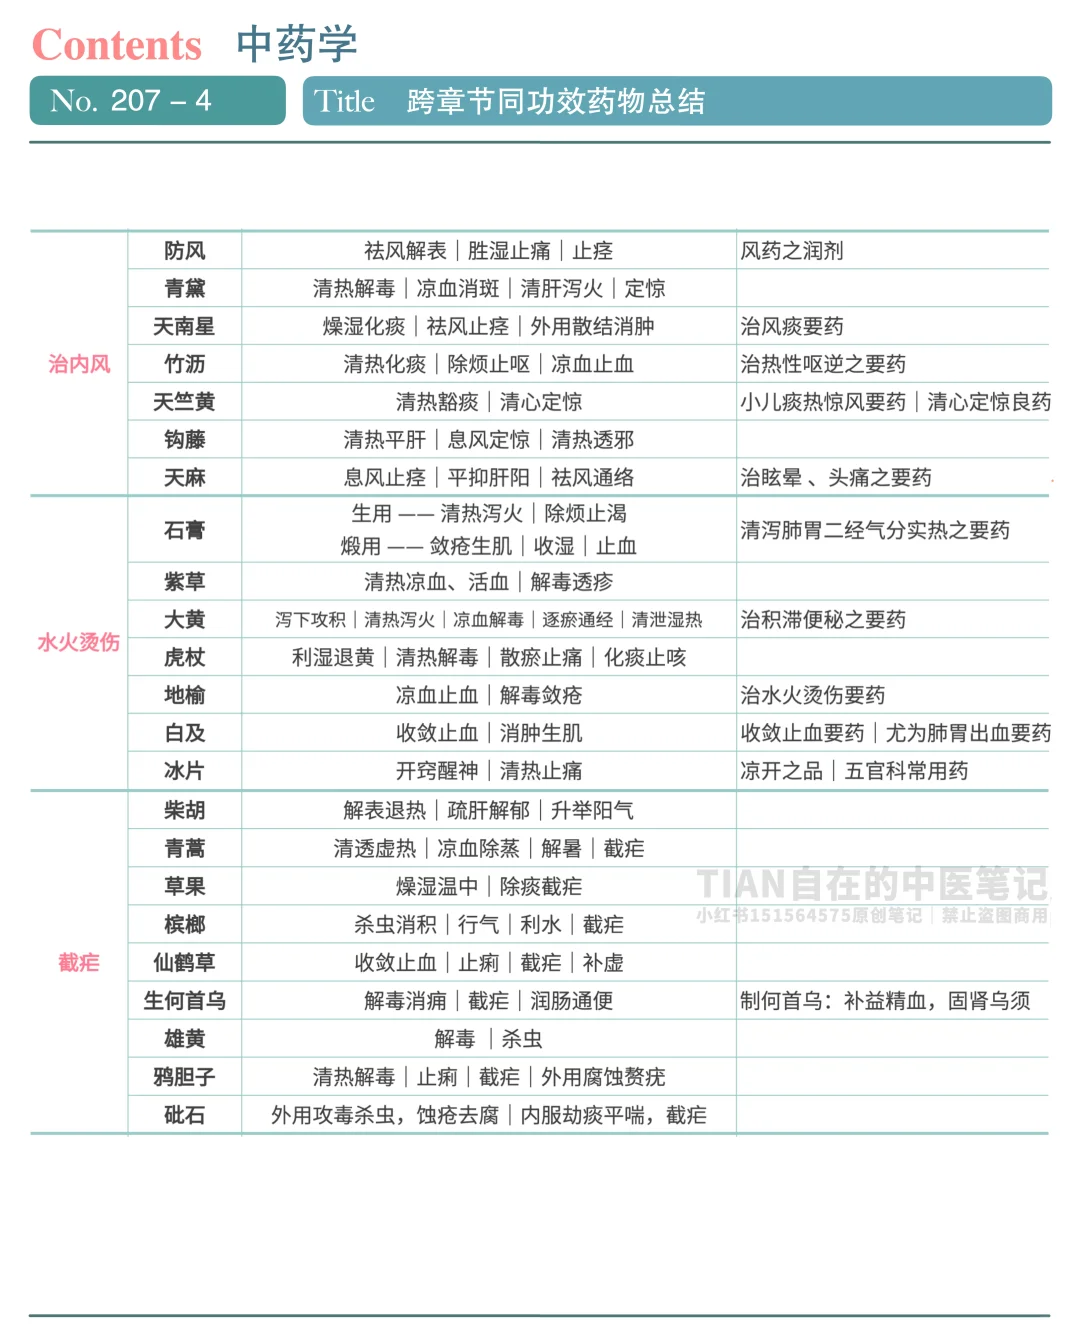 Contents 中药学
No. 207 – 4 Title 跨章节同功效药物总结
治内风
防风 祛风解表｜胜湿止痛｜止痉 风药之润剂
青黛 清热解毒｜凉血消斑｜清肝泻火｜定惊
天南星 燥湿化痰｜祛风止痉｜外用散结消肿 治风痰要药
竹沥 清热化痰｜除烦止呕｜凉血止血 治热性呕逆之要药
天竺黄 清热豁痰｜清心定惊 小儿痰热惊风要药｜清心定惊良药
钩藤 清热平肝｜息风定惊｜清热透邪
天麻 息风止痉｜平抑肝阳｜祛风通络 治眩晕 、头痛之要药
水火烫伤
石膏 生用 —— 清热泻火｜除烦止渴 清泻肺胃二经气分实热之要药
煅用 —— 敛疮生肌｜收湿｜止血
紫草 清热凉血、活血｜解毒透疹
大黄 泻下攻积｜清热泻火｜凉血解毒｜逐瘀通经｜清泄湿热 治积滞便秘之要药
虎杖 利湿退黄｜清热解毒｜散瘀止痛｜化痰止咳
地榆 凉血止血｜解毒敛疮 治水火烫伤要药
白及 收敛止血｜消肿生肌 收敛止血要药｜尤为肺胃出血要药
冰片 开窍醒神｜清热止痛 凉开之品｜五官科常用药
截疟
柴胡 解表退热｜疏肝解郁｜升举阳气
青蒿 清透虚热｜凉血除蒸｜解暑｜截疟
草果 燥湿温中｜除痰截疟
槟榔 杀虫消积｜行气｜利水｜截疟
仙鹤草 收敛止血｜止痢｜截疟｜补虚
生何首乌 解毒消痈｜截疟｜润肠通便 制何首乌：补益精血，固肾乌须
雄黄 解毒 ｜杀虫
鸦胆子 清热解毒｜止痢｜截疟｜外用腐蚀赘疣
砒石 外用攻毒杀虫，蚀疮去腐｜内服劫痰平喘，截疟
TIAN自在的中医笔记
小红书151564575原创笔记｜禁止盗图商用